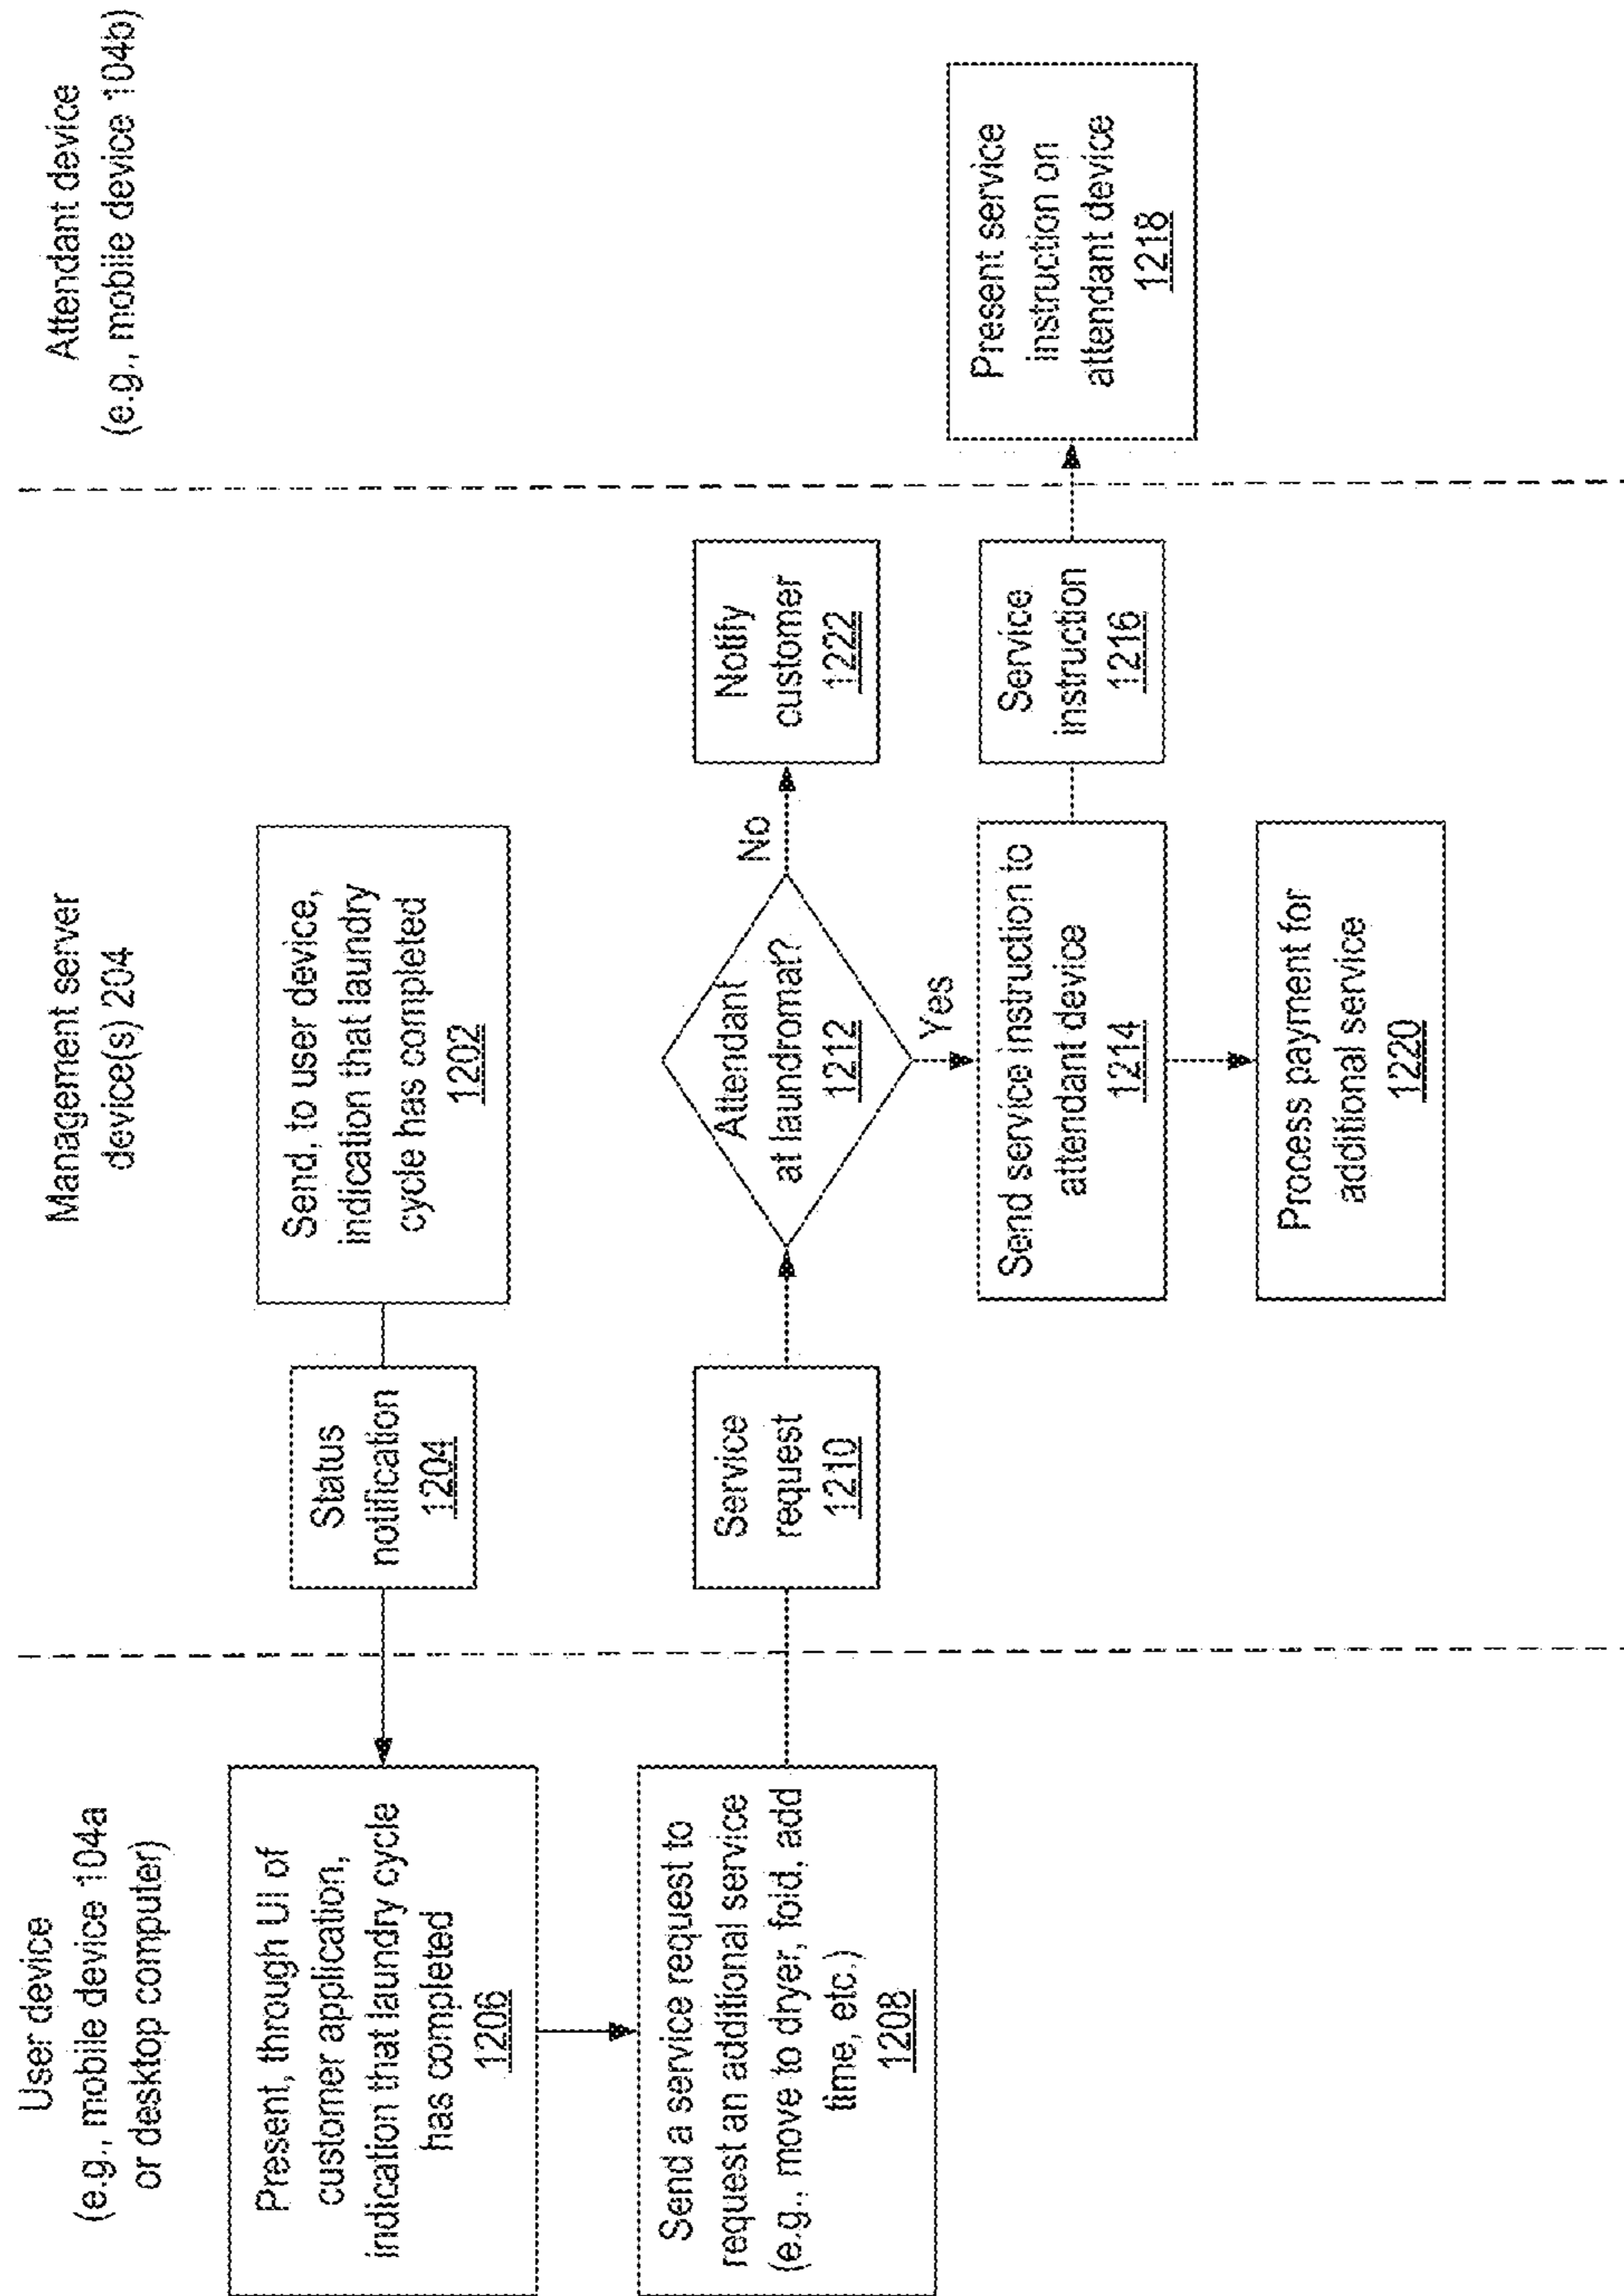 User device
(e.g., mobile device 104a
or desktop computer)
Management server
device(s) 204
Attendant device
(e.g., mobile device 104b)
Send, to user device,
indication that laundry
cycle has completed
1202
Status
notification
1204
Present, through UI of
customer application,
indication that laundry cycle
has completed
1206
Send a service request to
request an additional service
(e.g., move to dryer, fold, add
time, etc.)
1208
Service
request
1210
Attendant
at laundromat?
1212
No
Notify
customer
1222
Yes
Send service instruction to
attendant device
1214
Service
instruction
1216
Present service
instruction on
attendant device
1218
Process payment for
additional service
1220